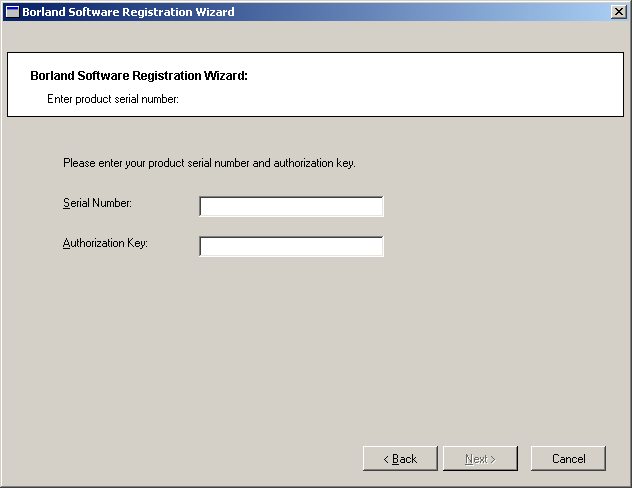 Borland Software Registration Wizard
Borland Software Registration Wizard:
Enter product serial number:
Please enter your product serial number and authorization key.
Serial Number:
Authorization Key:
< Back
Next >
Cancel